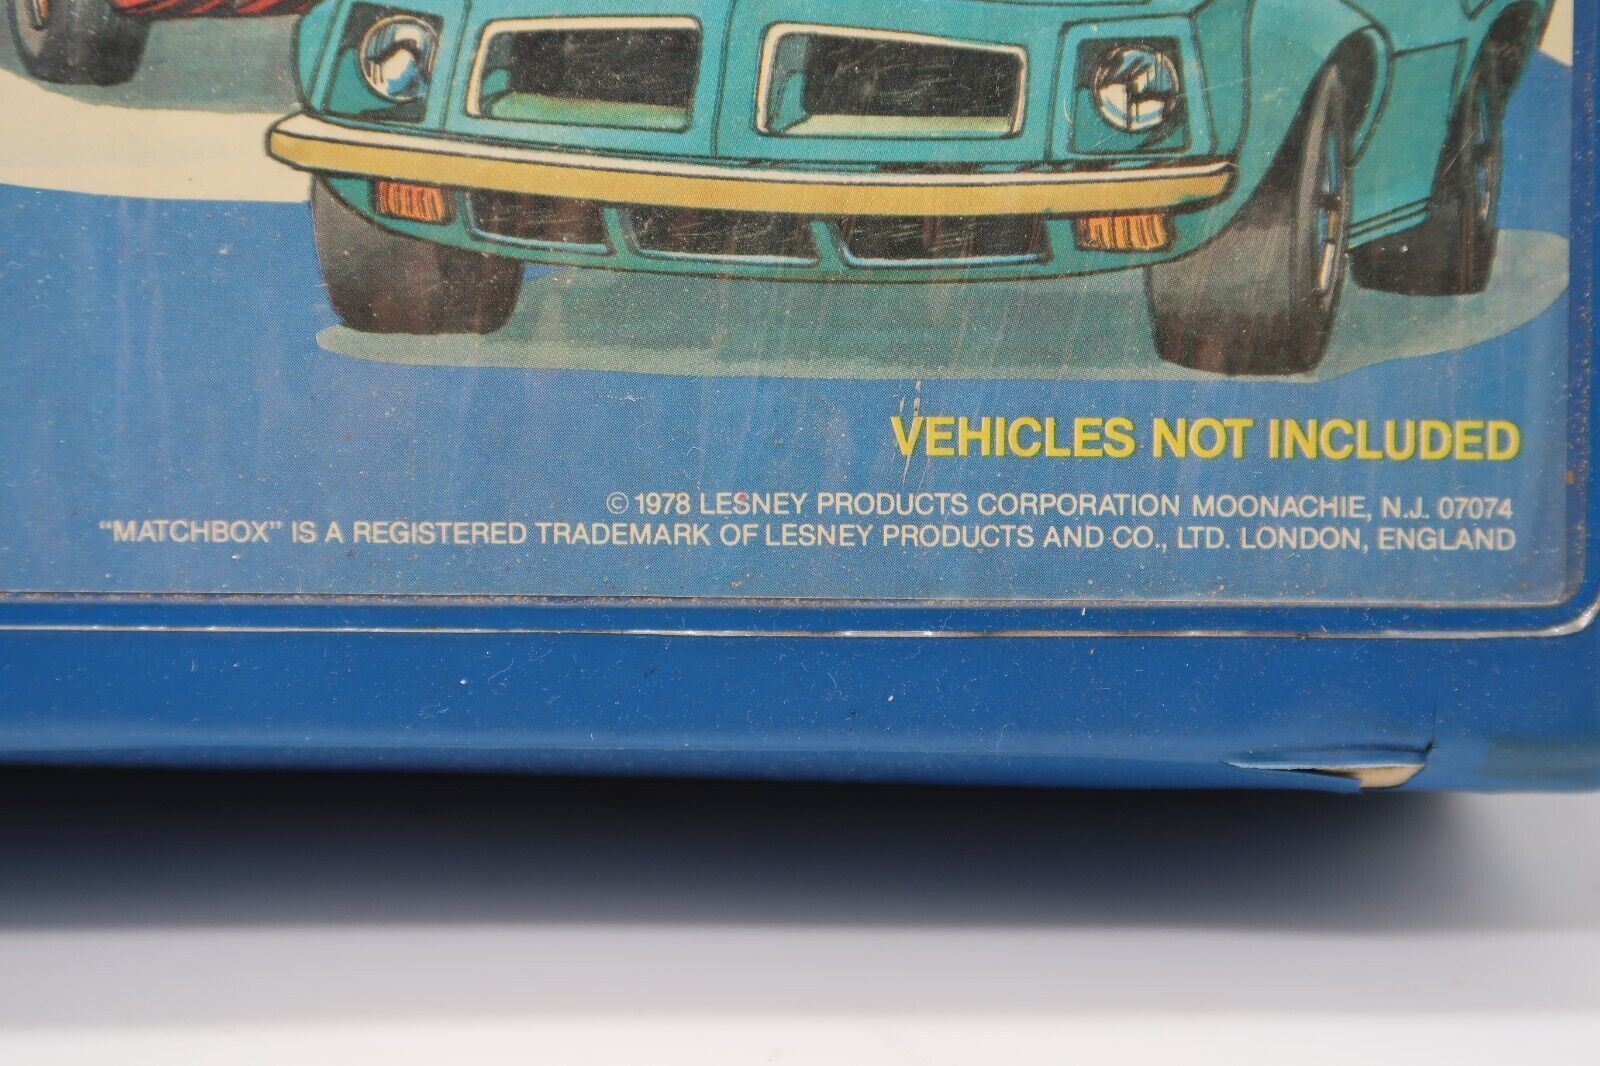 VEHICLES NOT INCLUDED
© 1978 LESNEY PRODUCTS CORPORATION MOONACHIE, N.J. 07074
“MATCHBOX” IS A REGISTERED TRADEMARK OF LESNEY PRODUCTS AND CO., LTD. LONDON, ENGLAND